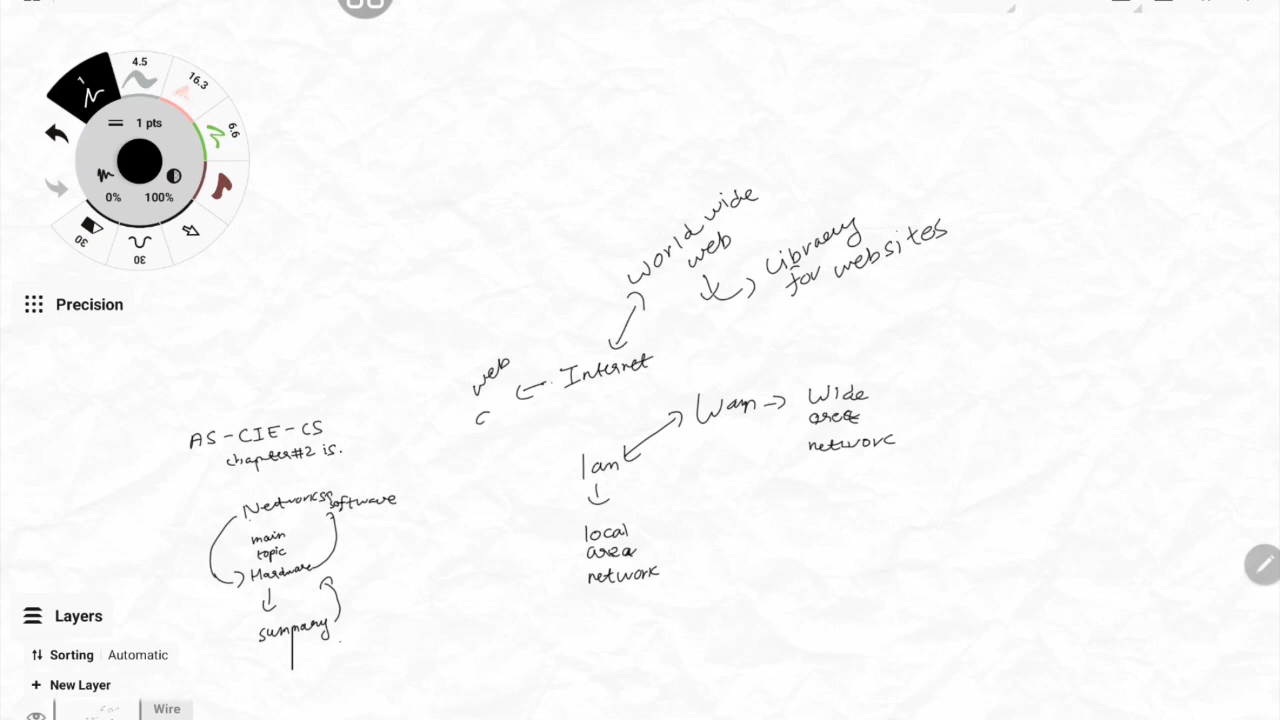 4.5
16.3
6.6
1
1 pts
0%
100%
30
30
Precision
world wide
web
Library
for websites
web
c
Internet
Wan
Wide
area
networc
lan
local
area
network
AS-CIE-CS
chapter#2 is.
software
main
topic
Hardware
summary
Layers
Sorting
Automatic
+ New Layer
Wire